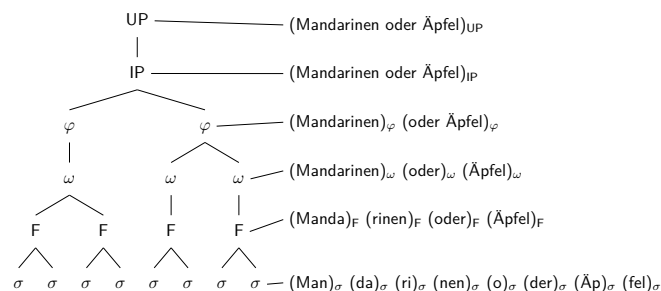 UP (Mandarinen oder Äpfel)UP
IP (Mandarinen oder Äpfel)IP
φ φ (Mandarinen)φ (oder Äpfel)φ
ω ω ω (Mandarinen)ω (oder)ω (Äpfel)ω
F F F F (Manda)F (rinen)F (oder)F (Äpfel)F
σ σ σ σ σ σ σ σ (Man)σ (da)σ (ri)σ (nen)σ (o)σ (der)σ (Äp)σ (fel)σ